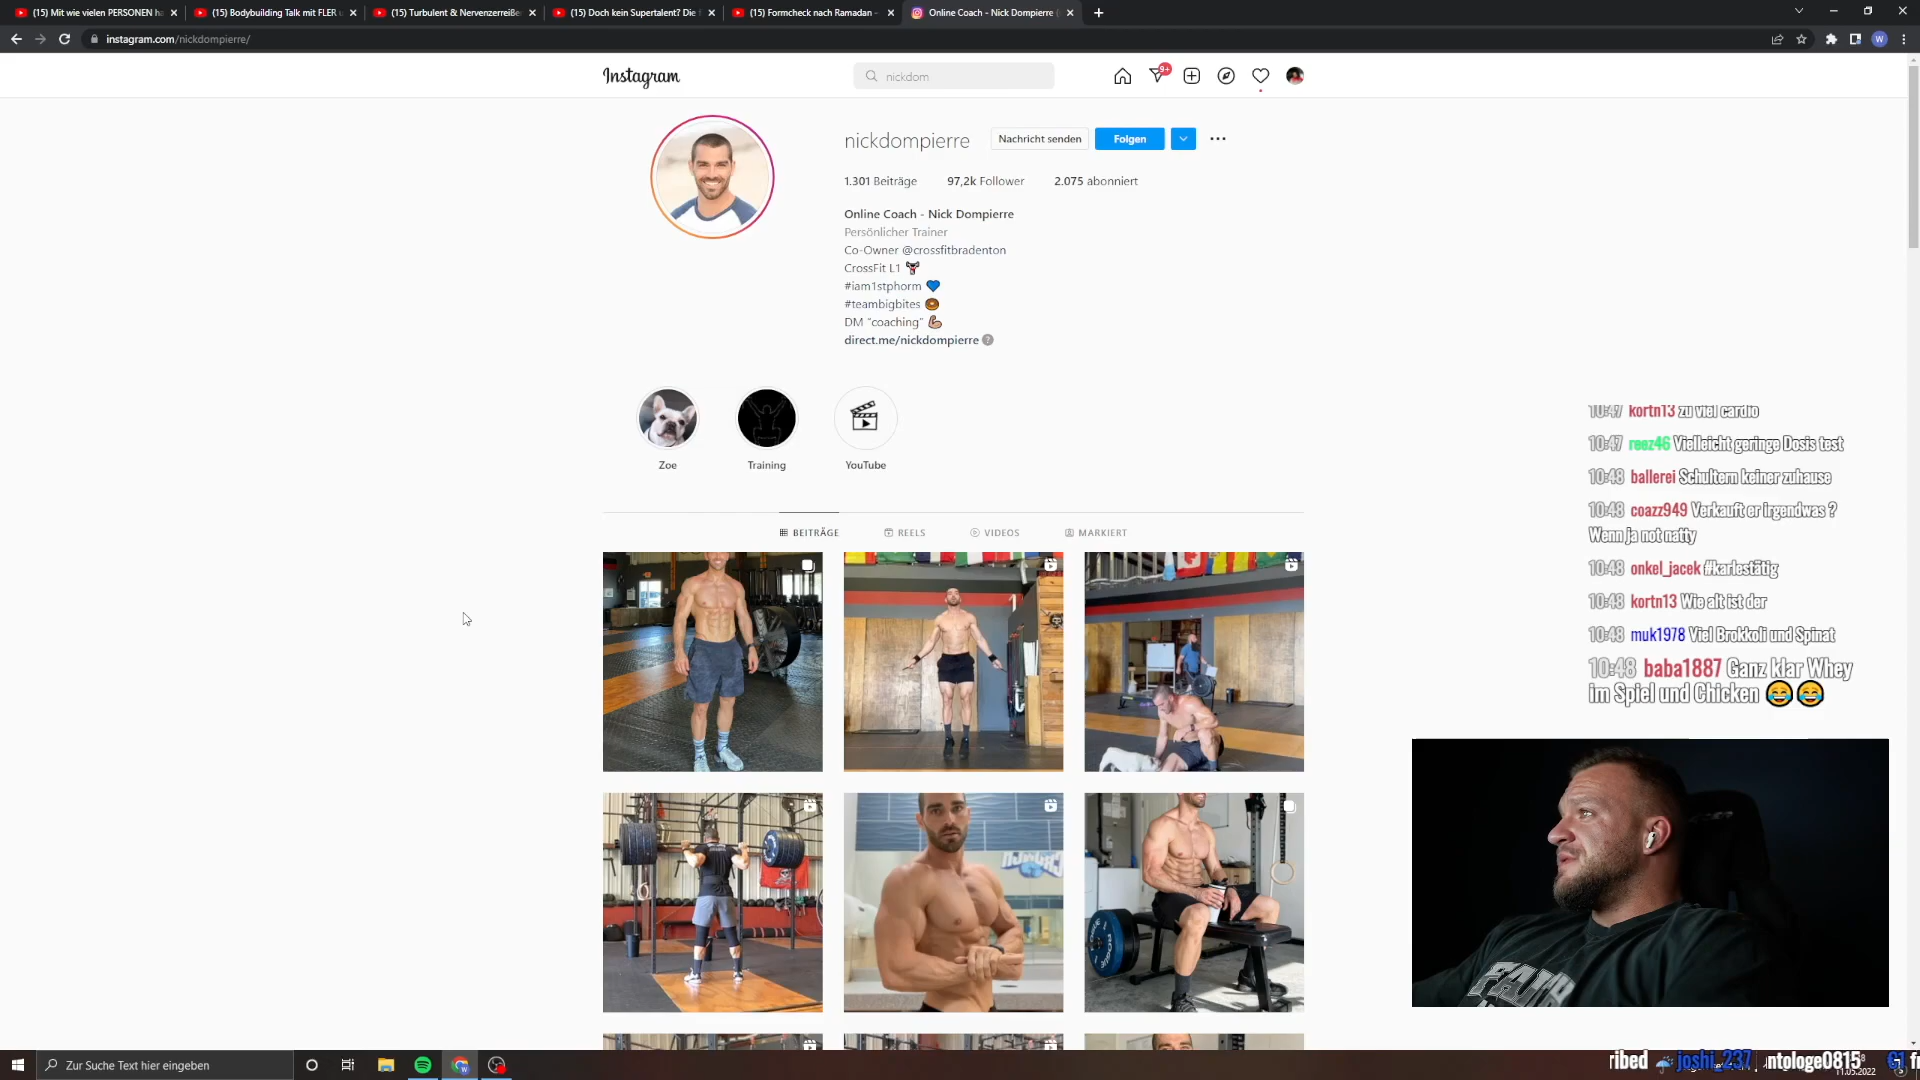 (15) Mit wie vielen PERSONEN ha
(15) Bodybuilding Talk mit FLER u
(15) Turbulent & Nervenzerreiße
(15) Doch kein Supertalent? Die
(15) Formcheck nach Ramadan -
Online Coach - Nick Dompierre (
instagram.com/nickdompierre/
W
Instagram
nickdom
9+
nickdompierre
Nachricht senden
Folgen
1.301 Beiträge
97,2k Follower
2.075 abonniert
Online Coach - Nick Dompierre
Persönlicher Trainer
Co-Owner @crossfitbradenton
CrossFit L1
#iam1stphorm 💙
#teambigbites 🍩
DM "coaching" 💪
direct.me/nickdompierre
Zoe
Training
YouTube
BEITRÄGE
REELS
VIDEOS
MARKIERT
10:47 kortn13 zu viel cardio
10:47 reez46 Vielleicht geringe Dosis test
10:48 ballerei Schultern keiner zuhause
10:48 coazz949 Verkauft er irgendwas ?
Wenn ja not natty
10:48 onkel_jacek #karlestätig
10:48 kortn13 Wie alt ist der
10:48 muk1978 Viel Brokkoli und Spinat
10:48 baba1887 Ganz klar Whey
im Spiel und Chicken 😂😂
Zur Suche Text hier eingeben
ribed
joshi_237
ntologe0815
11.05.2022